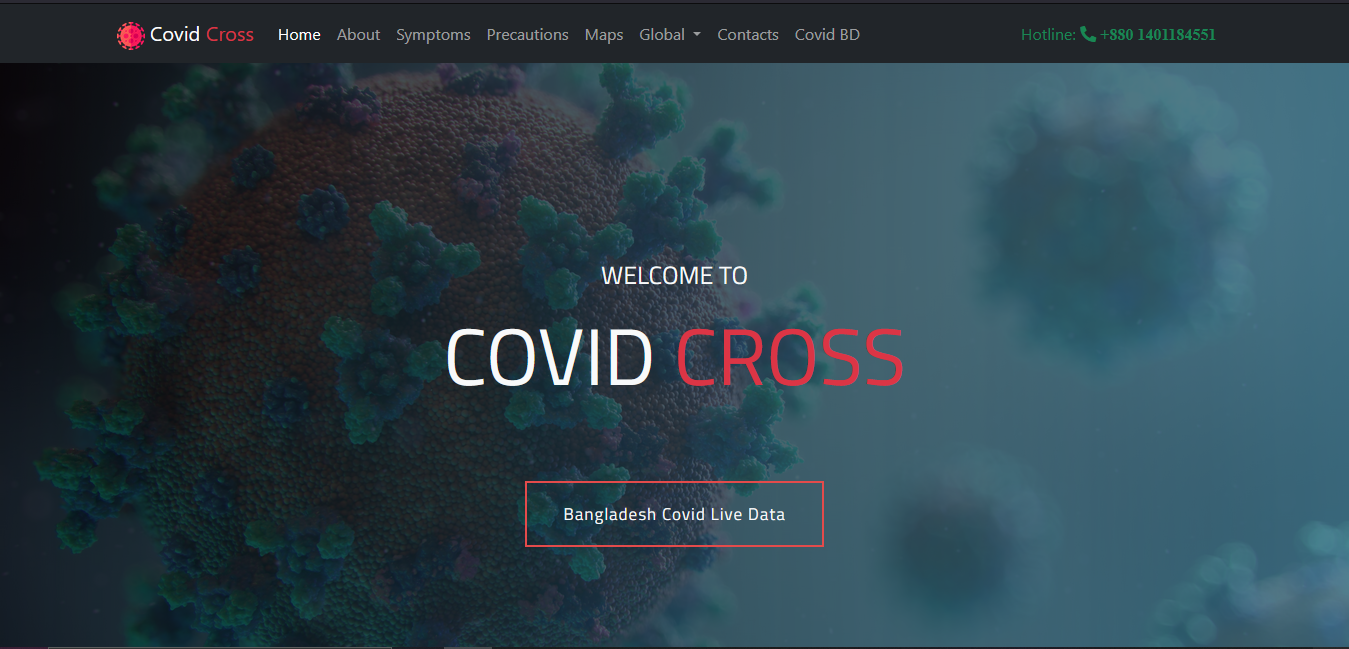 Covid Cross Home About Symptoms Precautions Maps Global Contacts Covid BD Hotline: +880 1401184551
WELCOME TO
COVID CROSS
Bangladesh Covid Live Data